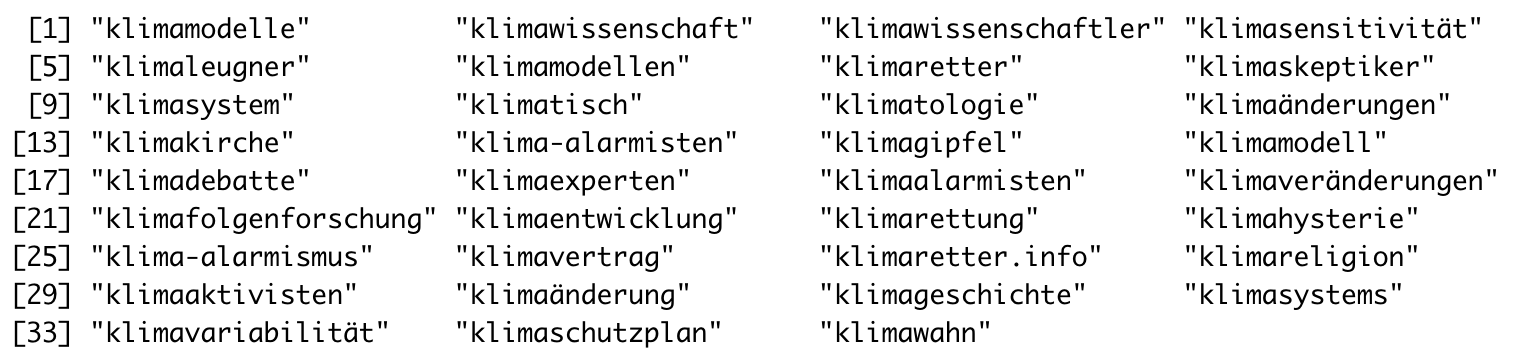 [1] "klimamodelle" "klimawissenschaft" "klimawissenschaftler" "klimasensitivität"
[5] "klimaleugner" "klimamodellen" "klimaretter" "klimaskeptiker"
[9] "klimasystem" "klimatisch" "klimatologie" "klimaänderungen"
[13] "klimakirche" "klima-alarmisten" "klimagipfel" "klimamodell"
[17] "klimadebatte" "klimaexperten" "klimaalarmisten" "klimaveränderungen"
[21] "klimafolgenforschung" "klimaentwicklung" "klimarettung" "klimahysterie"
[25] "klima-alarmismus" "klimavertrag" "klimaretter.info" "klimareligion"
[29] "klimaaktivisten" "klimaänderung" "klimageschichte" "klimasystems"
[33] "klimavariabilität" "klimaschutzplan" "klimawahn"